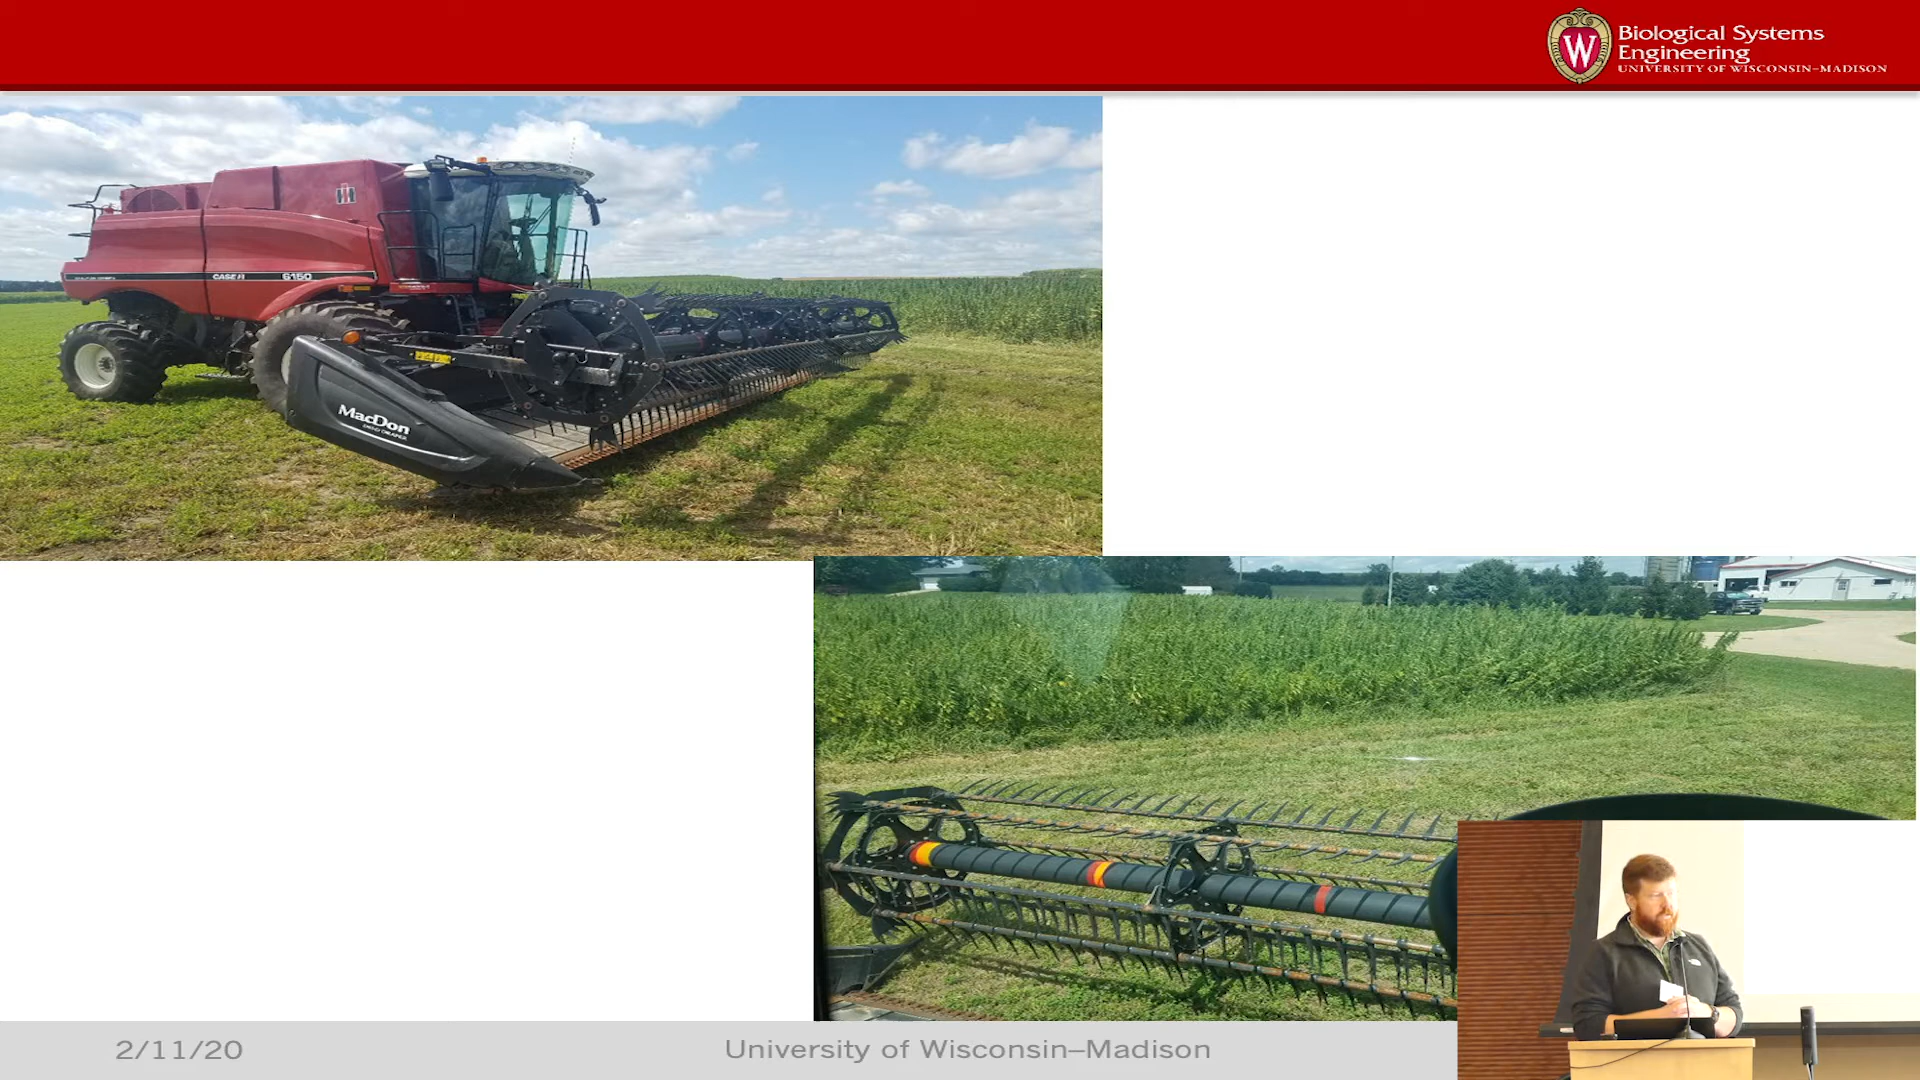 Biological Systems
Engineering
UNIVERSITY OF WISCONSIN–MADISON
W
CASE IH
6150
MacDon
2/11/20
University of Wisconsin–Madison